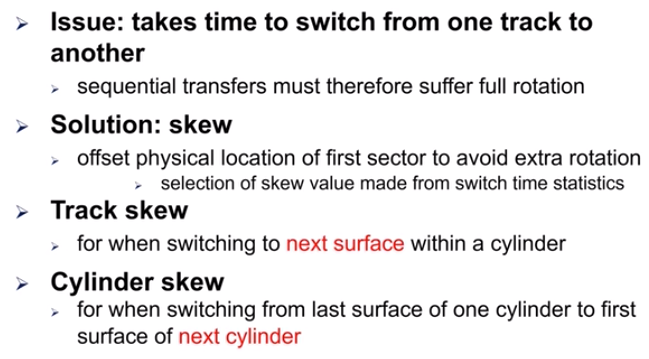 Issue: takes time to switch from one track to
another
sequential transfers must therefore suffer full rotation
Solution: skew
offset physical location of first sector to avoid extra rotation
selection of skew value made from switch time statistics
Track skew
for when switching to next surface within a cylinder
Cylinder skew
for when switching from last surface of one cylinder to first
surface of next cylinder